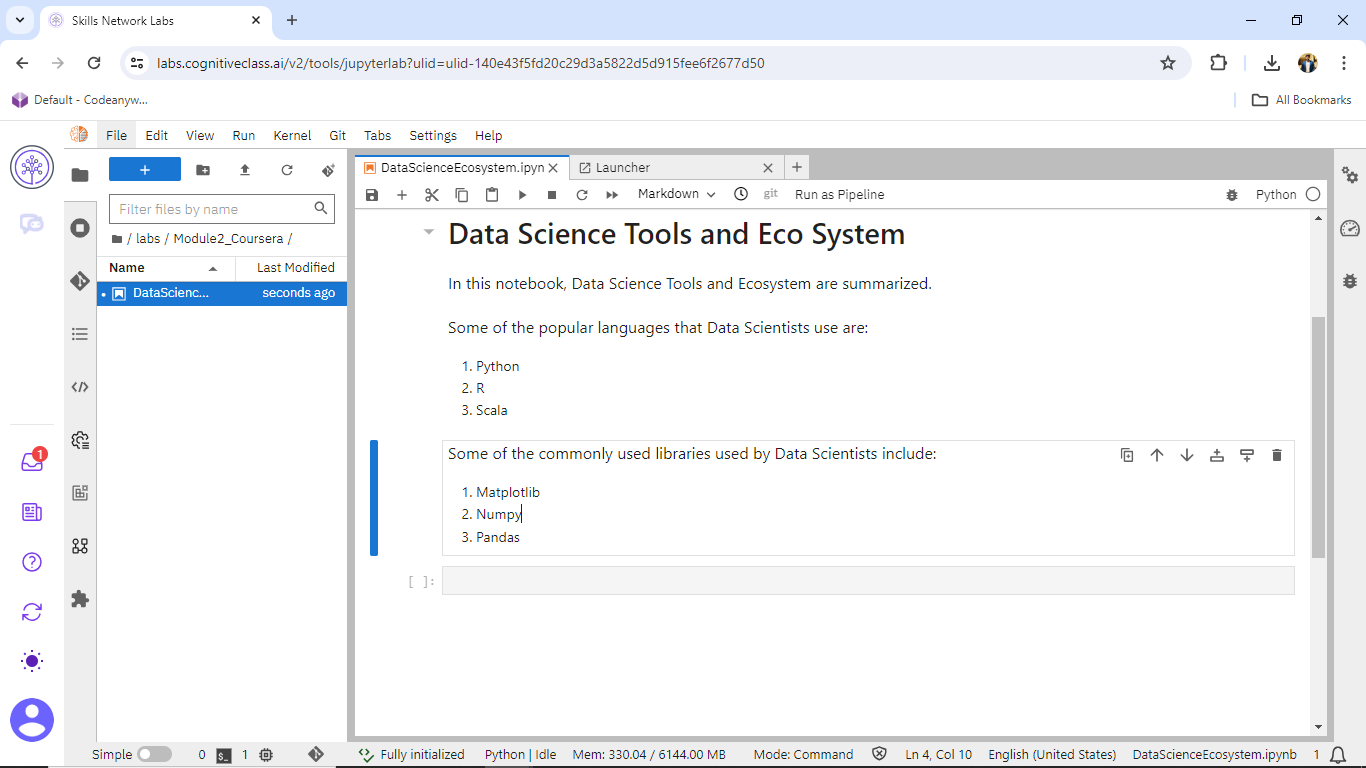 Skills Network Labs
labs.cognitiveclass.ai/v2/tools/jupyterlab?ulid=ulid-140e43f5fd20c29d3a5822d5d915fee6f2677d50
Default - Codeanyw...
All Bookmarks
File Edit View Run Kernel Git Tabs Settings Help
DataScienceEcosystem.ipyn
Launcher
Markdown
git
Run as Pipeline
Python
Filter files by name
/ labs / Module2_Coursera /
Name Last Modified
DataScienc... seconds ago
Data Science Tools and Eco System
In this notebook, Data Science Tools and Ecosystem are summarized.
Some of the popular languages that Data Scientists use are:
1. Python
2. R
3. Scala
Some of the commonly used libraries used by Data Scientists include:
1. Matplotlib
2. Numpy
3. Pandas
[ ]:
1
Simple 0 $_ 1 Fully initialized Python | Idle Mem: 330.04 / 6144.00 MB Mode: Command Ln 4, Col 10 English (United States) DataScienceEcosystem.ipynb 1